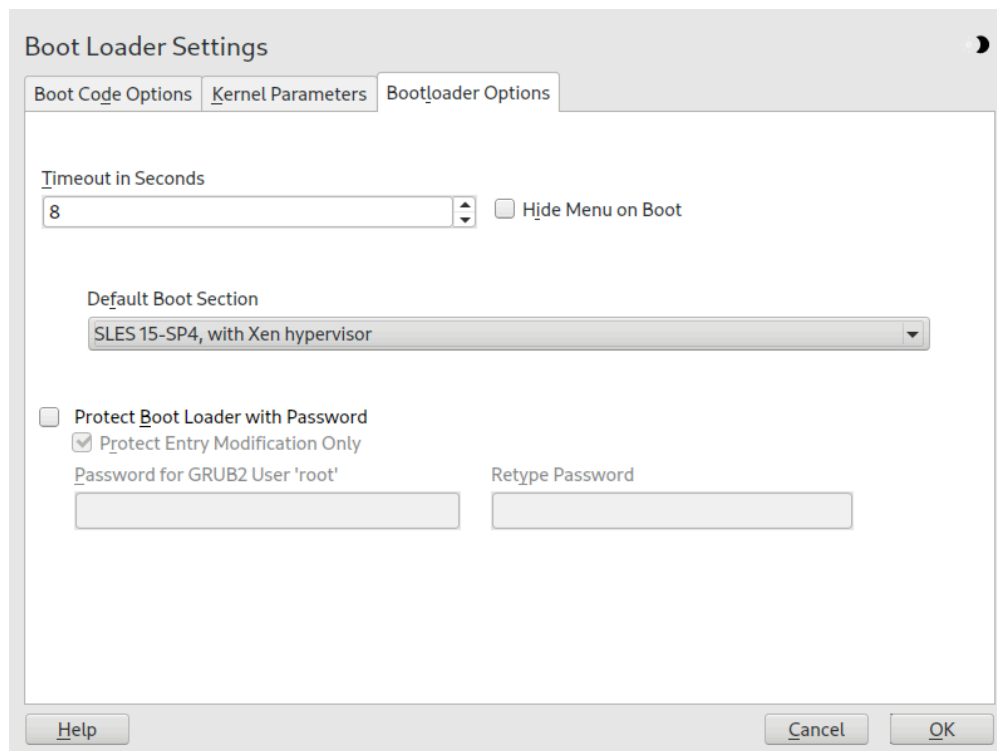 Boot Loader Settings
Boot Code Options Kernel Parameters Bootloader Options
Timeout in Seconds
8 Hide Menu on Boot
Default Boot Section
SLES 15-SP4, with Xen hypervisor
Protect Boot Loader with Password
Protect Entry Modification Only
Password for GRUB2 User 'root' Retype Password
Help Cancel OK